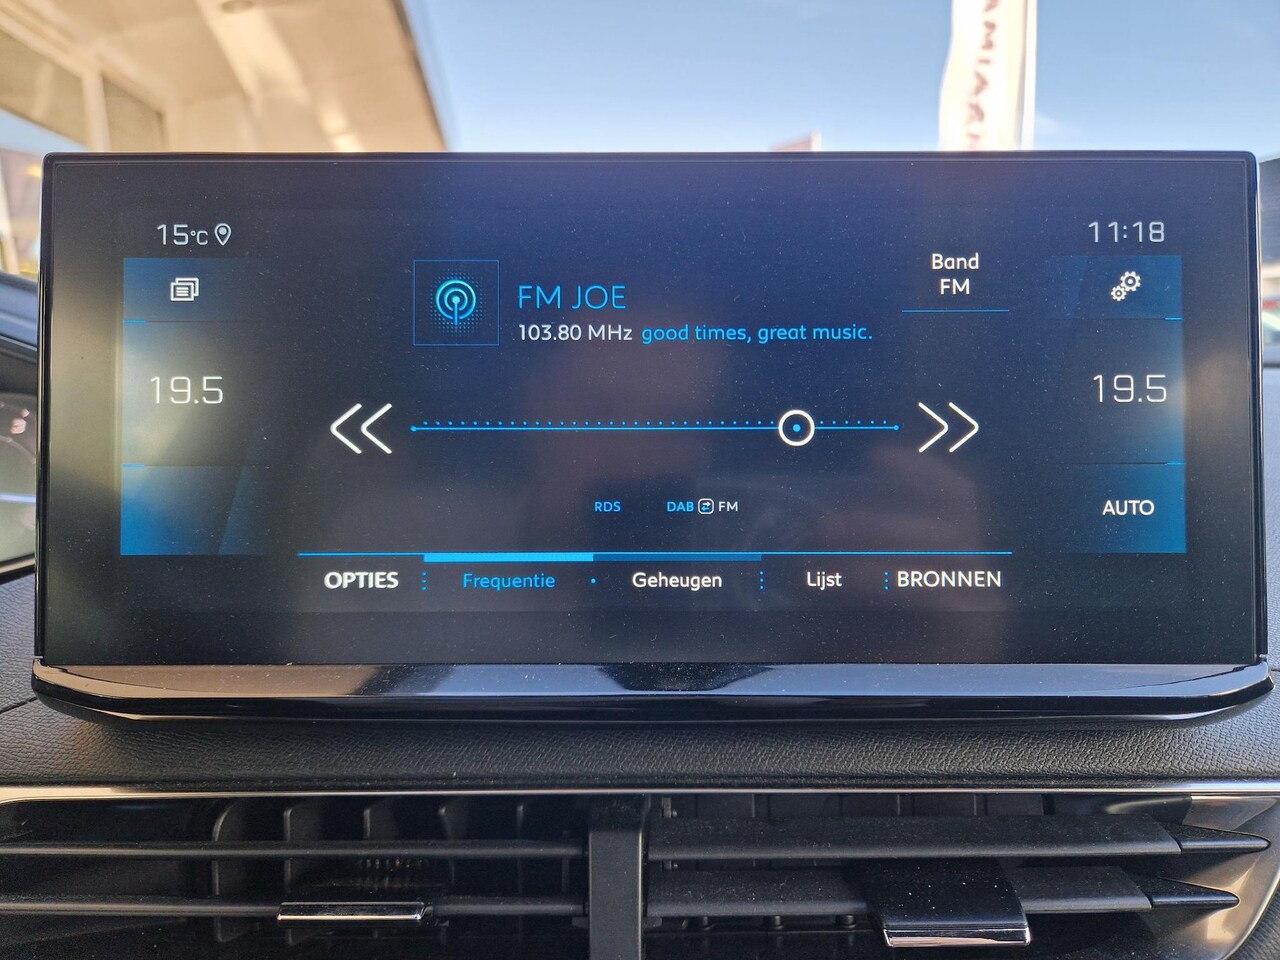 15°C
11:18
Band
FM
FM JOE
103.80 MHz good times, great music.
19.5
19.5
RDS
DAB FM
AUTO
OPTIES Frequentie Geheugen Lijst BRONNEN